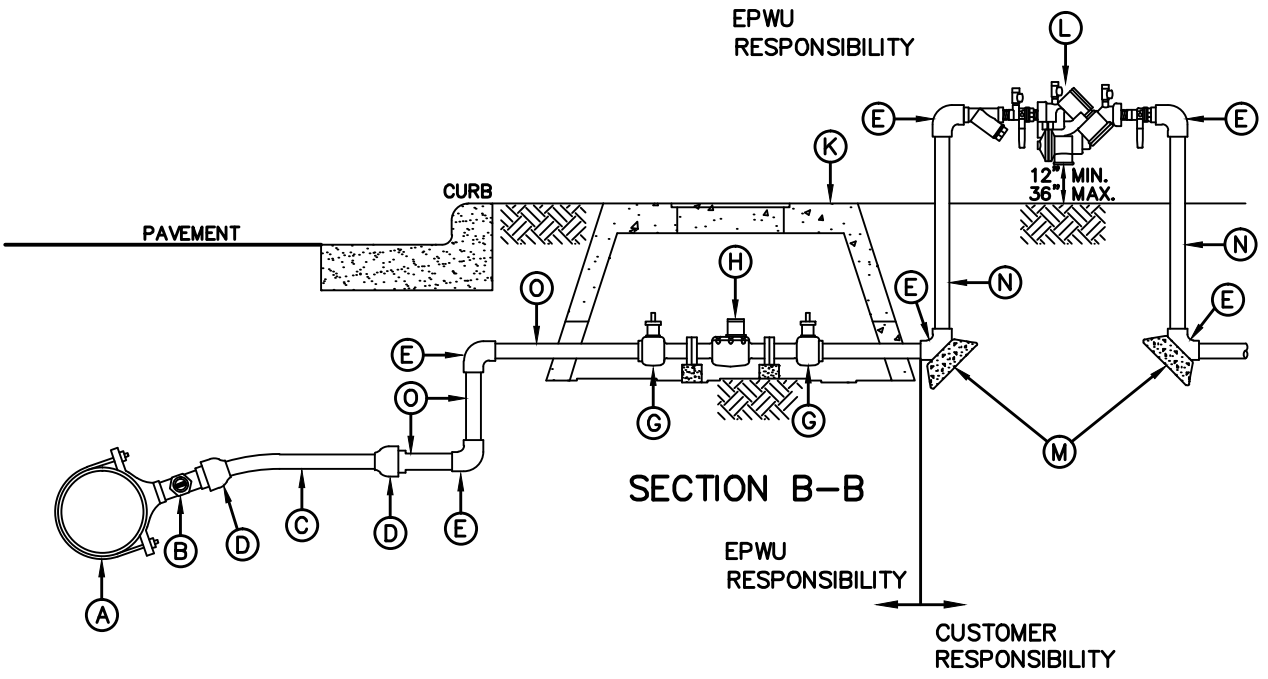 EPWU
RESPONSIBILITY
L
E
E
K
12" MIN.
36" MAX.
CURB
PAVEMENT
H
N
O
E
N
E
E
O
G
G
M
SECTION B-B
C
D
E
B
D
A
EPWU
RESPONSIBILITY
CUSTOMER
RESPONSIBILITY